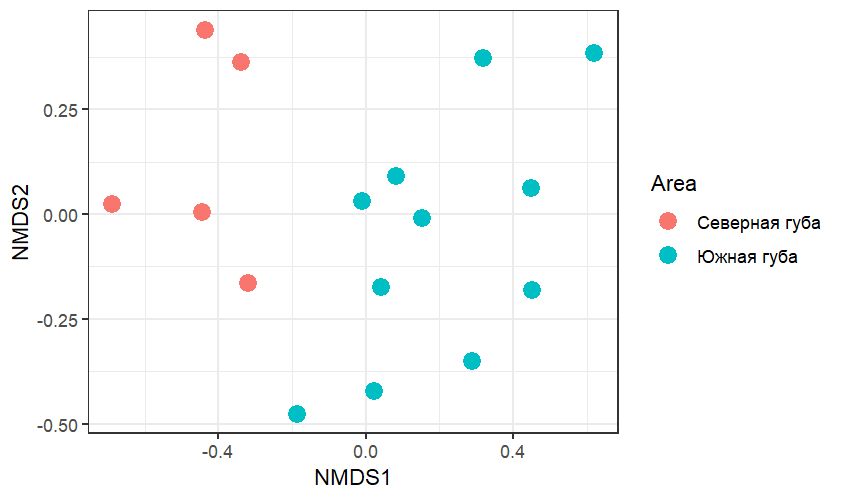 0.25
0.00
-0.25
-0.50
NMDS2
-0.4
0.0
0.4
NMDS1
Area
Северная губа
Южная губа